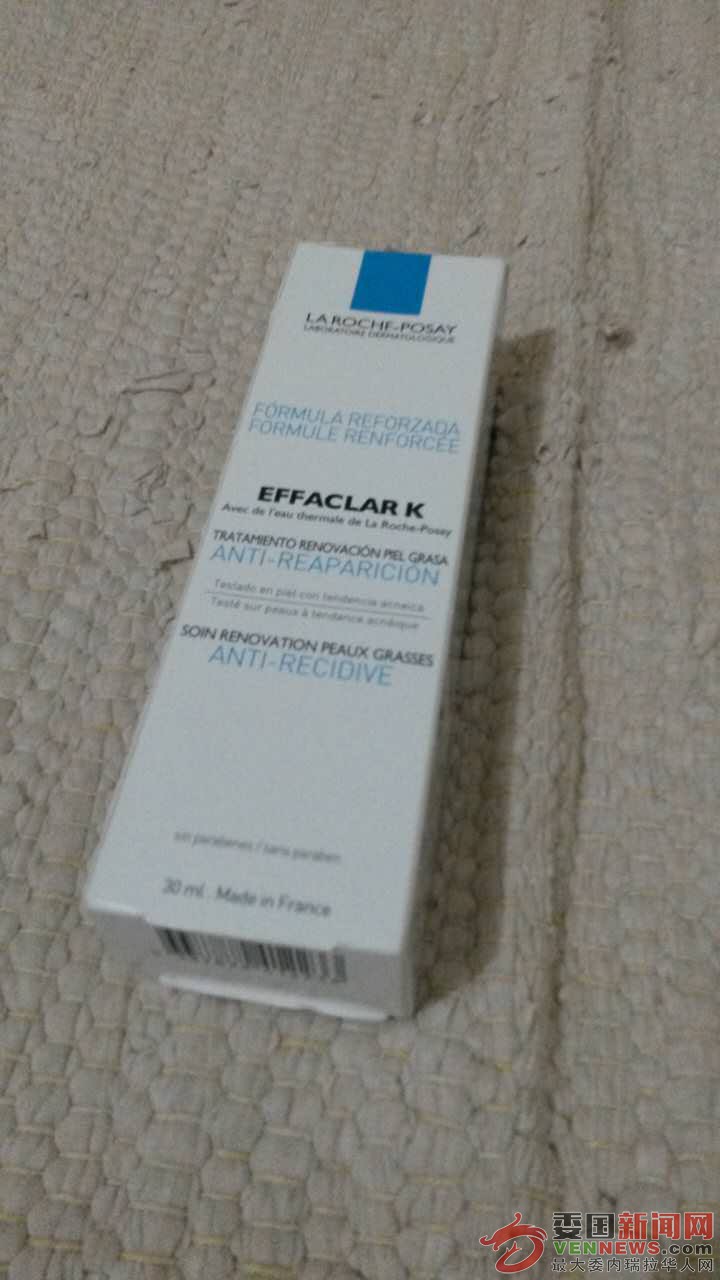 LA ROCHE-POSAY
LABORATOIRE DERMATOLOGIQUE
FÓRMULA REFORZADA
FORMULE RENFORCÉE
EFFACLAR K
Avec de l'eau thermale de La Roche-Posay
TRATAMIENTO RENOVACIÓN PIEL GRASA
ANTI-REAPARICIÓN
Testado en piel con tendencia acneica
Testé sur peaux à tendance acnéique
SOIN RENOVATION PEAUX GRASSES
ANTI-RECIDIVE
sin parabenes / sans paraben
30 ml . Made in France
委国新闻网
VENNEWS.com
最大委内瑞拉华人网